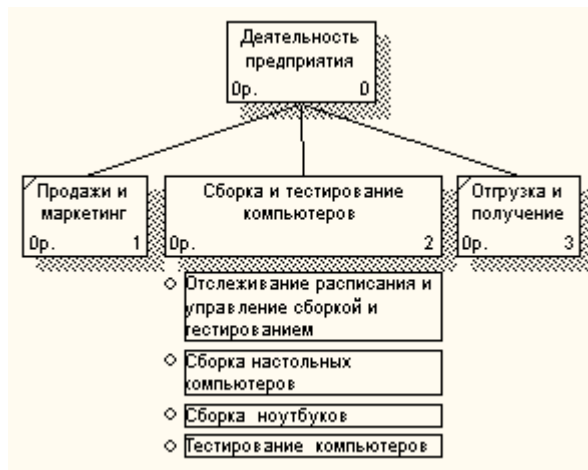 Деятельность
предприятия
0р. 0
Продажи и
маркетинг
0р. 1
Сборка и тестирование
компьютеров
0р. 2
Отгрузка и
получение
0р. 3
Отслеживание расписания и
управление сборкой и
тестированием
Сборка настольных
компьютеров
Сборка ноутбуков
Тестирование компьютеров